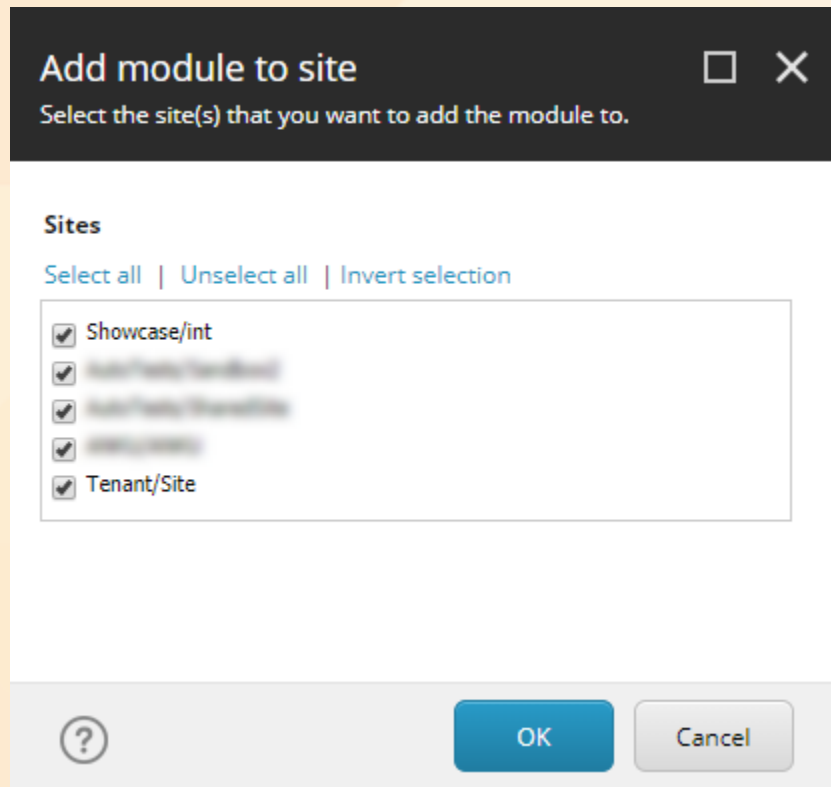 Add module to site
Select the site(s) that you want to add the module to.
Sites
Select all | Unselect all | Invert selection
Showcase/int
Tenant/Site
?
OK Cancel